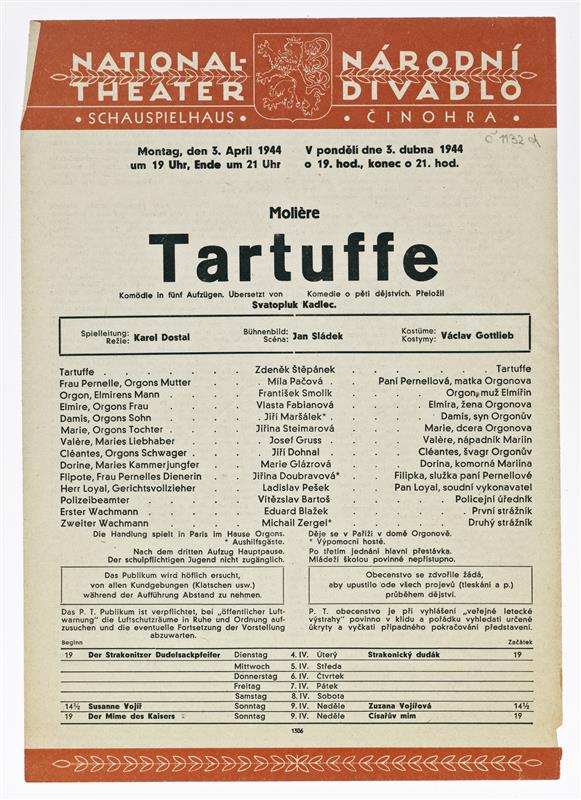 NATIONAL-THEATER
• SCHAUSPIELHAUS •
NÁRODNÍ DIVADLO
• ČINOHRA •
č 1132 d
Montag, den 3. April 1944
um 19 Uhr, Ende um 21 Uhr
V pondělí dne 3. dubna 1944
o 19. hod., konec o 21. hod.
Molière
Tartuffe
Komödie in fünf Aufzügen. Übersetzt von Komedie o pěti dějstvích. Přeložil
Svatopluk Kadlec.
Spielleitung: Režie: Karel Dostal
Bühnenbild: Scéna: Jan Sládek
Kostüme: Kostymy: Václav Gottlieb
Tartuffe . . . Zdeněk Štěpánek . . . Tartuffe
Frau Pernelle, Orgons Mutter . . . Mila Pačová . . . Paní Pernellová, matka Orgonova
Orgon, Elmirens Mann . . . František Smolík . . . Orgon, muž Elmířin
Elmire, Orgons Frau . . . Vlasta Fabianová . . . Elmíra, žena Orgonova
Damis, Orgons Sohn . . . Jiří Maršálek* . . . Damis, syn Orgonův
Marie, Orgons Tochter . . . Jiřina Steimarová . . . Marie, dcera Orgonova
Valère, Maries Liebhaber . . . Josef Gruss . . . Valère, nápadník Mariin
Cléantes, Orgons Schwager . . . Jiří Dohnal . . . Cléantes, švagr Orgonův
Dorine, Maries Kammerjungfer . . . Marie Glázrová . . . Dorina, komorná Mariina
Flipote, Frau Pernelles Dienerin . . . Jiřina Doubravová* . . . Filipka, služka paní Pernellové
Herr Loyal, Gerichtsvollzieher . . . Ladislav Pešek . . . Pan Loyal, soudní vykonavatel
Polizeibeamter . . . Vítězslav Bartoš . . . Policejní úředník
Erster Wachmann . . . Eduard Blažek . . . První strážník
Zweiter Wachmann . . . Michail Zergel* . . . Druhý strážník
Die Handlung spielt in Paris im Hause Orgons.
* Aushilfsgäste.
Nach dem dritten Aufzug Hauptpause.
Der schulpflichtigen Jugend nicht zugänglich.
Děje se v Paříži v domě Orgonově.
* Výpomocní hosté.
Po třetím jednání hlavní přestávka.
Mládeži školou povinné nepřístupno.
Das Publikum wird höflich ersucht,
von allen Kundgebungen (Klatschen usw.)
während der Aufführung Abstand zu nehmen.
Obecenstvo se zdvořile žádá,
aby upustilo ode všech projevů (tleskání a p.)
průběhem dějství.
Das P. T. Publikum ist verpflichtet, bei „öffentlicher Luft-
warnung" die Luftschutzräume in Ruhe und Ordnung auf-
zusuchen und die eventuelle Fortsetzung der Vorstellung
abzuwarten.
P. T. obecenstvo je při vyhlášení „veřejné letecké
výstrahy" povinno v klidu a pořádku vyhledati určené
úkryty a vyčkati případného pokračování představení.
Beginn Začátek
19 Der Strakonitzer Dudelsackpfeifer Dienstag 4. IV. Úterý Strakonický dudák 19
Mittwoch 5. IV. Středa
Donnerstag 6. IV. Čtvrtek
Freitag 7. IV. Pátek
Samstag 8. IV. Sobota
14½ Susanne Vojíř Sonntag 9. IV. Neděle Zuzana Vojířová 14½
19 Der Mime des Kaisers Sonntag 9. IV. Neděle Císařův mim 19
1306